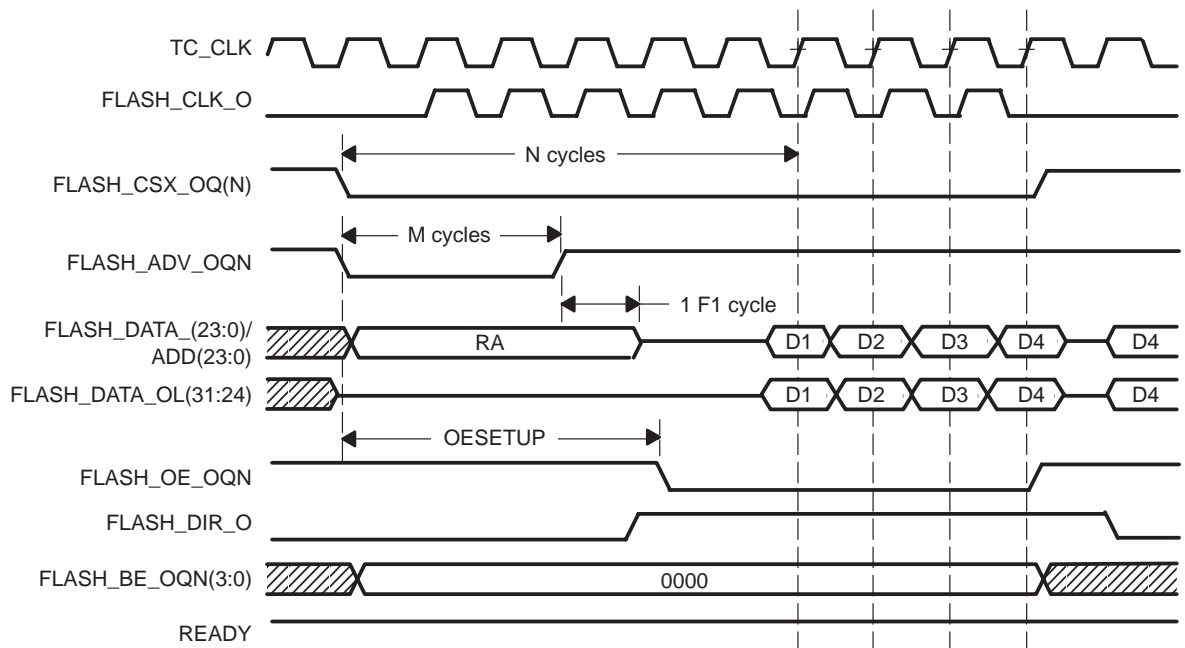 TC_CLK
FLASH_CLK_O
N cycles
FLASH_CSX_OQ(N)
M cycles
FLASH_ADV_OQN
1 F1 cycle
FLASH_DATA_(23:0)/
ADD(23:0)
RA
D1 D2 D3 D4 D4
FLASH_DATA_OL(31:24)
D1 D2 D3 D4 D4
OESETUP
FLASH_OE_OQN
FLASH_DIR_O
FLASH_BE_OQN(3:0)
0000
READY